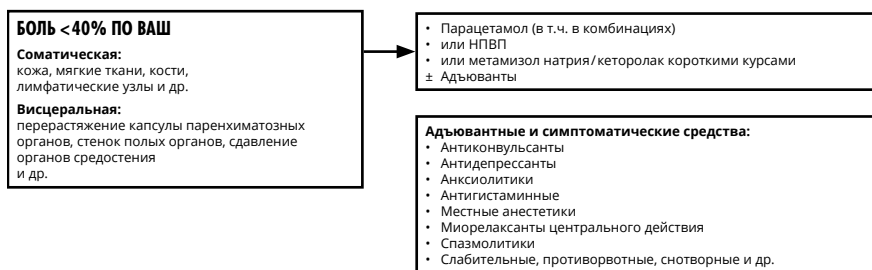 БОЛЬ <40% ПО ВАШ
Соматическая:
кожа, мягкие ткани, кости,
лимфатические узлы и др.
Висцеральная:
перерастяжение капсулы паренхиматозных
органов, стенок полых органов, сдавление
органов средостения
и др.
• Парацетамол (в т.ч. в комбинациях)
• или НПВП
• или метамизол натрия/кеторолак короткими курсами
± Адъюванты
Адъювантные и симптоматические средства:
• Антиконвульсанты
• Антидепрессанты
• Анксиолитики
• Антигистаминные
• Местные анестетики
• Миорелаксанты центрального действия
• Спазмолитики
• Слабительные, противорвотные, снотворные и др.